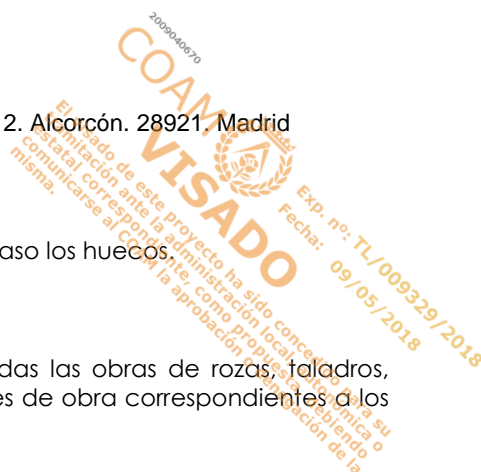 2009040670
COAM
VISADO
El visado de este proyecto ha sido concedido para su
tramitación ante la administración local, autonómica o
estatal correspondiente, como propuesta, debiendo
comunicarse al COAM la aprobación o denegación de la
misma.
Exp. nº: TL/009329/2018
Fecha: 09/05/2018
2. Alcorcón. 28921. Madrid
aso los huecos.
das las obras de rozas, taladros,
es de obra correspondientes a los